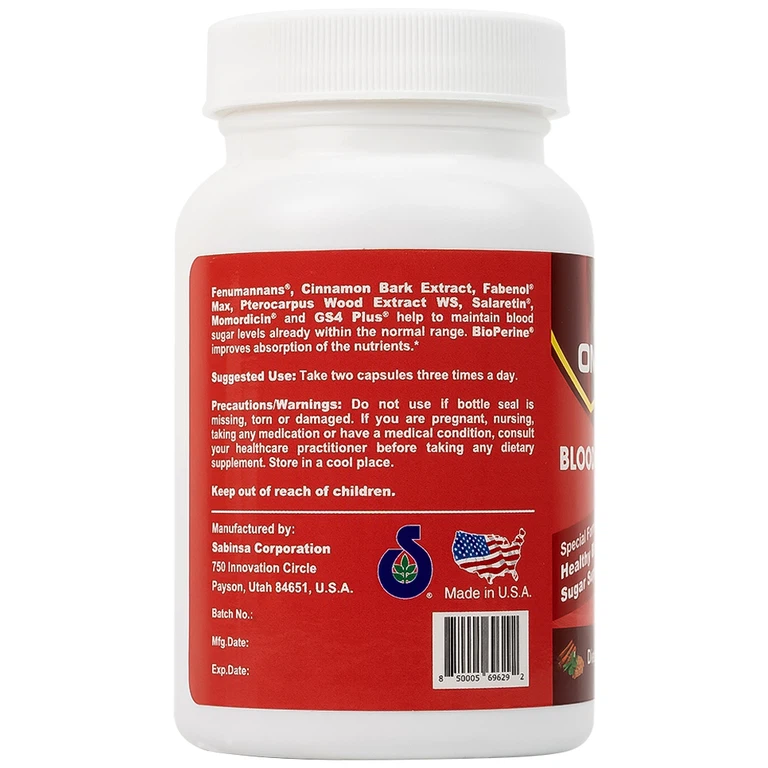 Fenumannans®, Cinnamon Bark Extract, Fabenol®
Max, Pterocarpus Wood Extract WS, Salaretin®,
Momordicin® and GS4 Plus® help to maintain blood
sugar levels already within the normal range. BioPerine®
improves absorption of the nutrients.*
Suggested Use: Take two capsules three times a day.
Precautions/Warnings: Do not use if bottle seal is
missing, torn or damaged. If you are pregnant, nursing,
taking any medication or have a medical condition, consult
your healthcare practitioner before taking any dietary
supplement. Store in a cool place.
Keep out of reach of children.
Manufactured by:
Sabinsa Corporation
750 Innovation Circle
Payson, Utah 84651, U.S.A.
®
Made in U.S.A.
Batch No.:
Mfg.Date:
Exp.Date:
8 50005 69629 2
BLOOD
Special
Healthy
Sugar